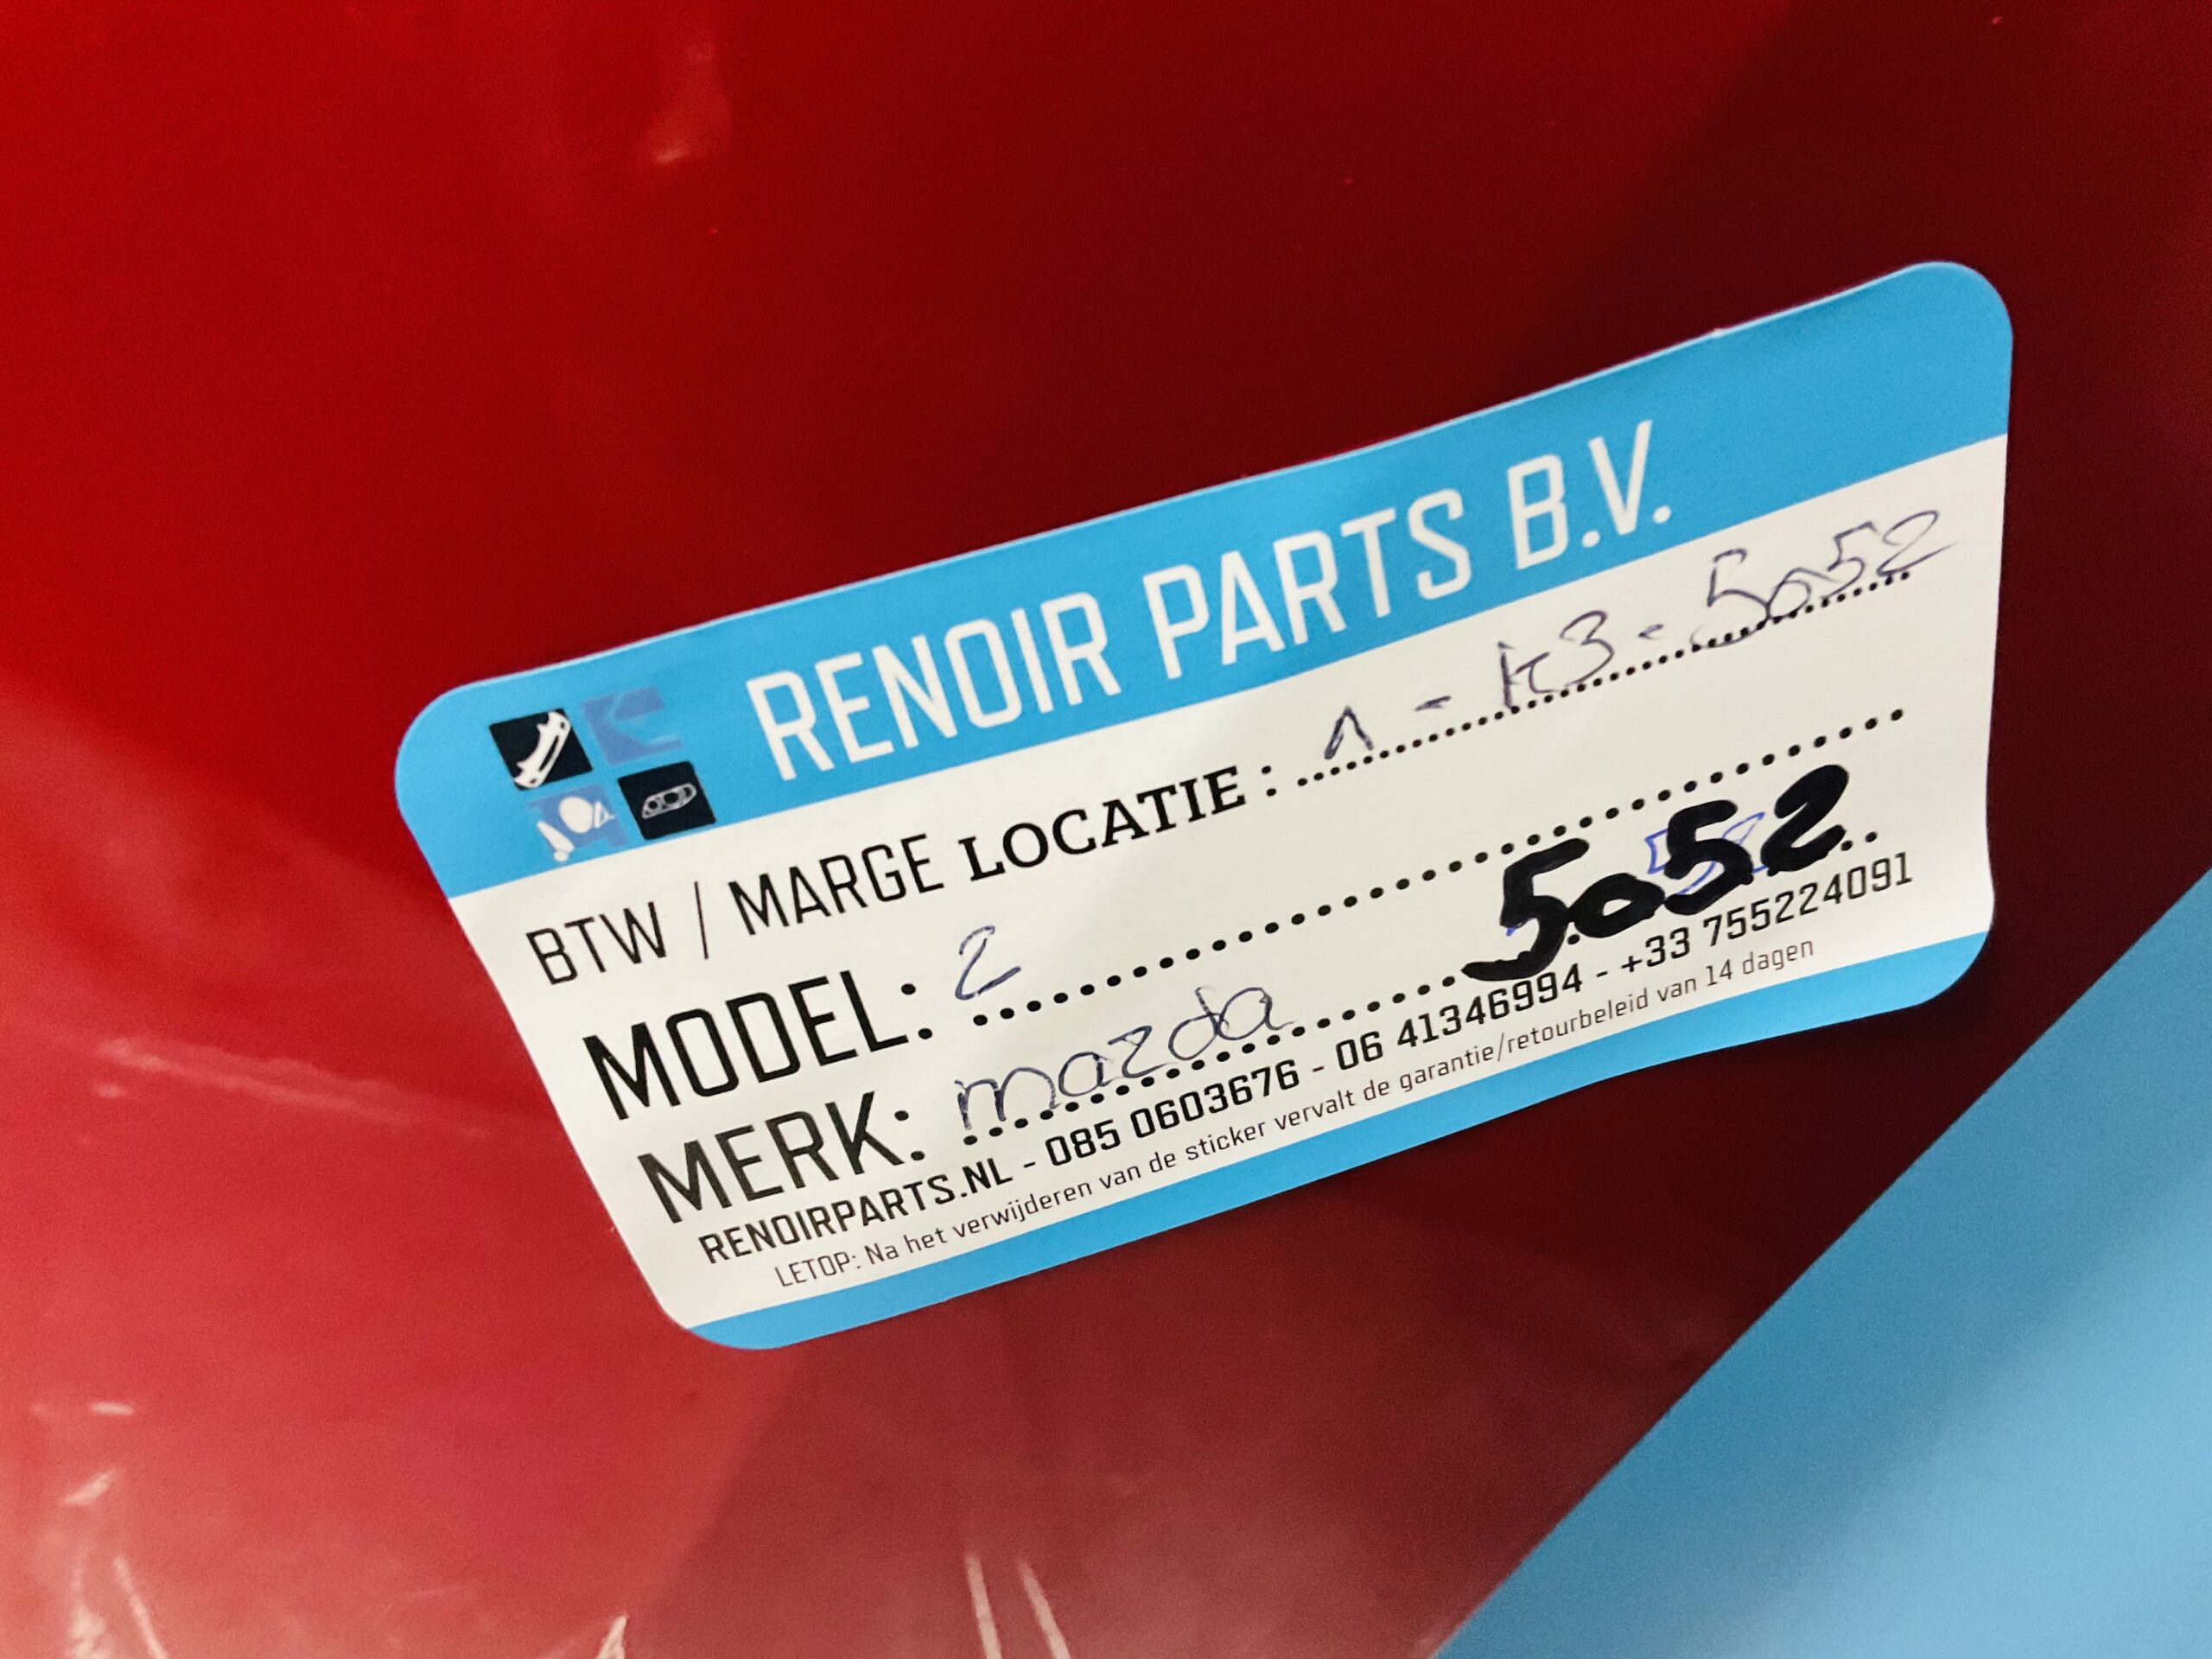 RENOIR PARTS B.V.
BTW / MARGE LOCATIE : 1 - K3 - 5052
MODEL: 2
MERK: mazda 5052
RENOIRPARTS.NL - 085 0603676 - 06 41346994 - +33 755224091
LETOP: Na het verwijderen van de sticker vervalt de garantie/retourbeleid van 14 dagen